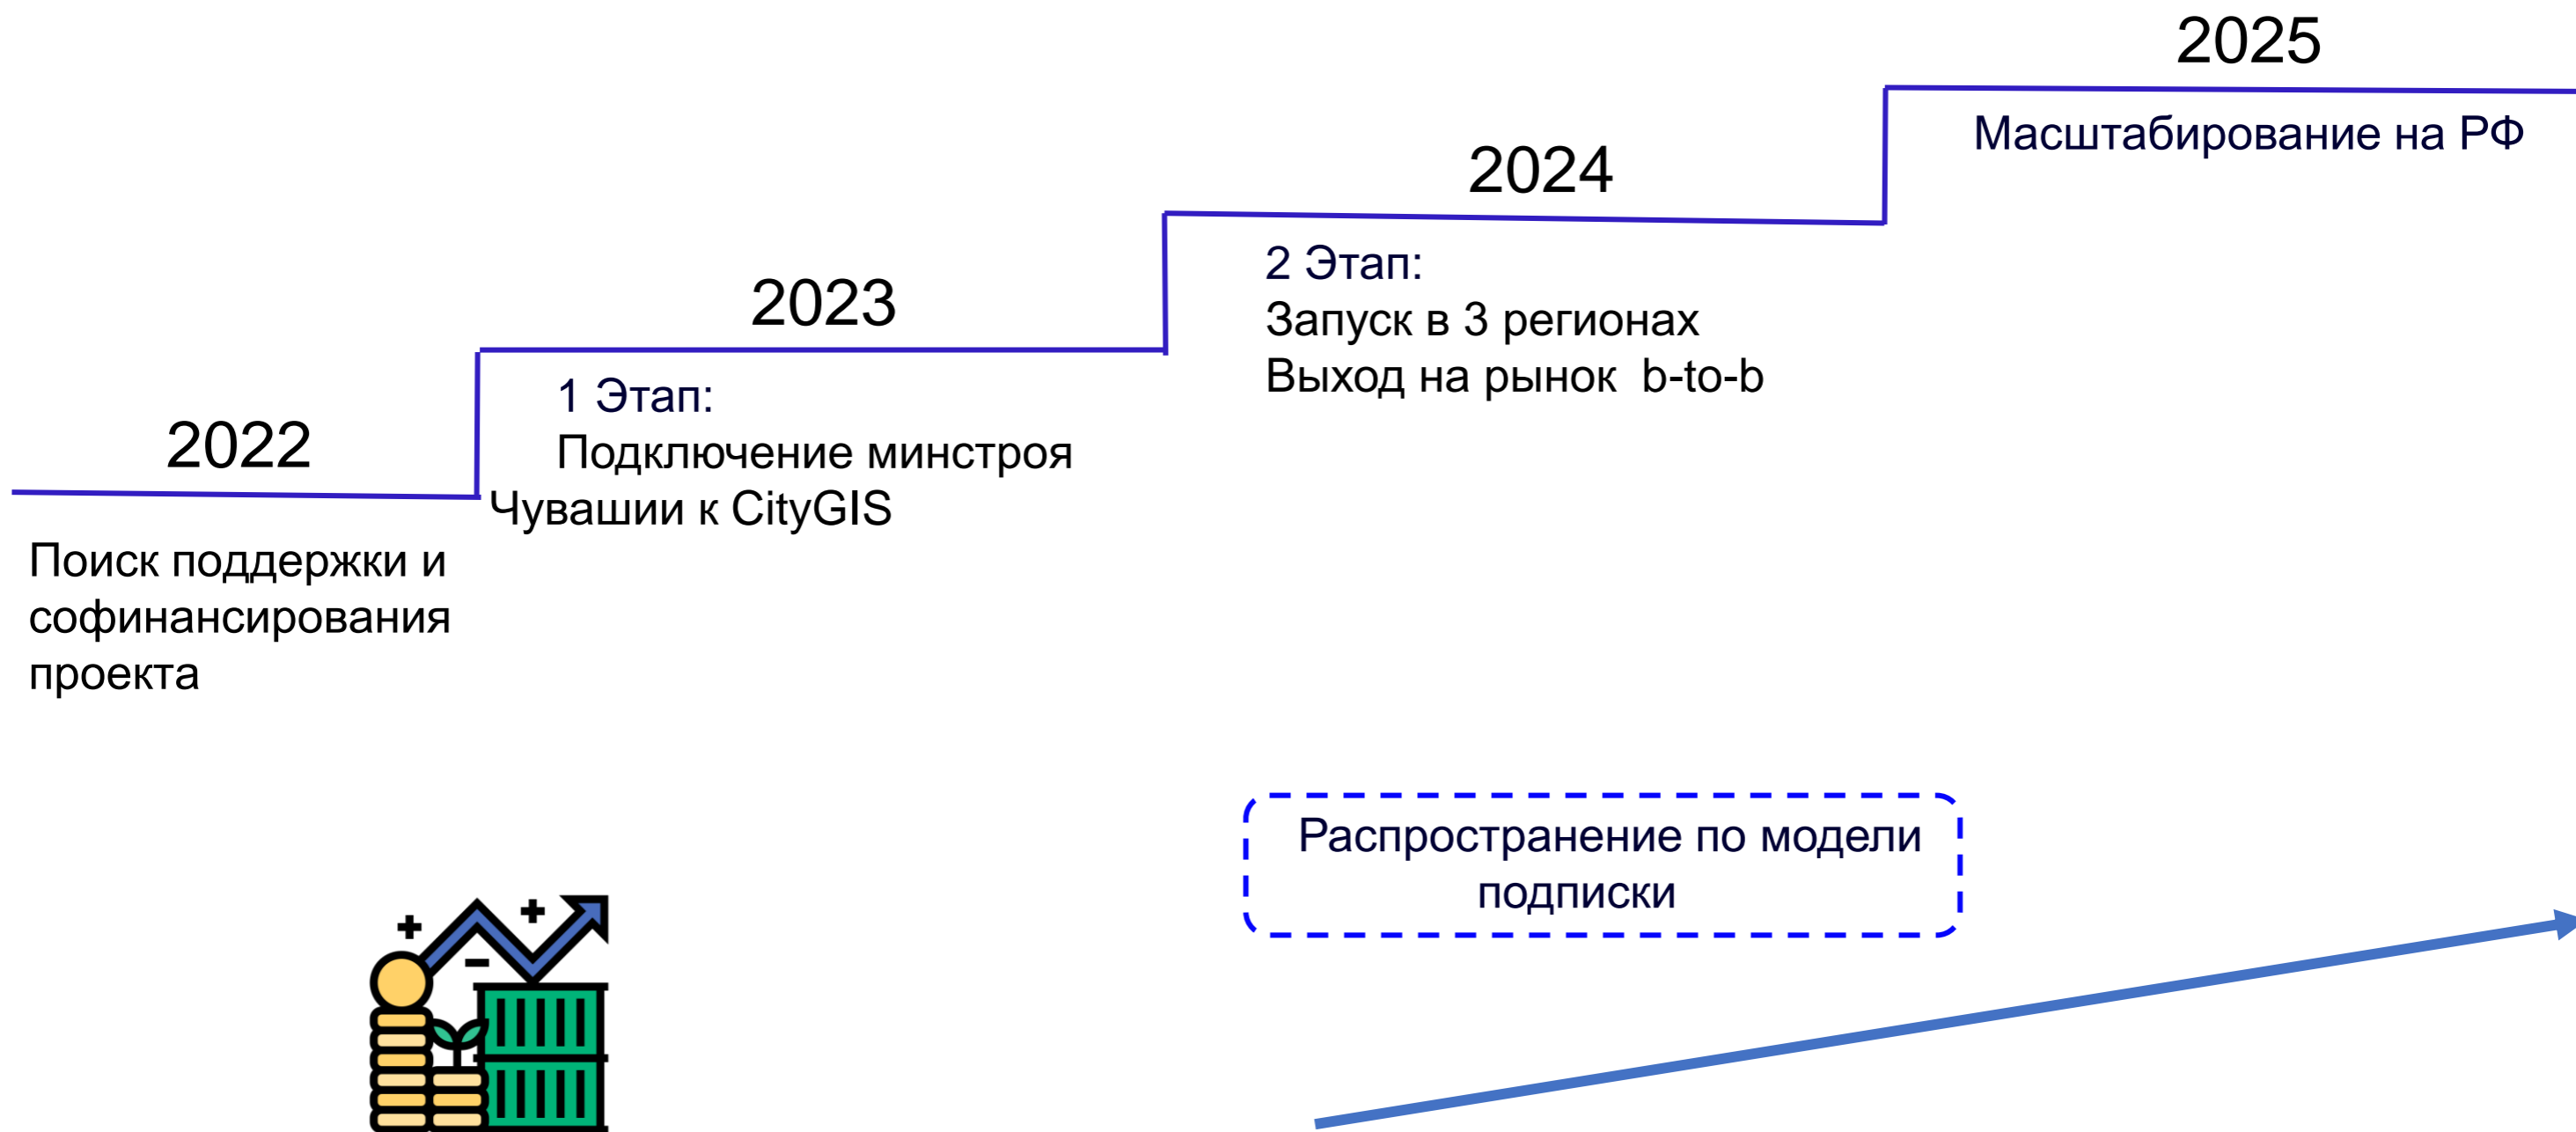 2022
Поиск поддержки и
софинансирования
проекта
2023
1 Этап:
Подключение минстроя
Чувашии к CityGIS
2024
2 Этап:
Запуск в 3 регионах
Выход на рынок b-to-b
2025
Масштабирование на РФ
Распространение по модели
подписки